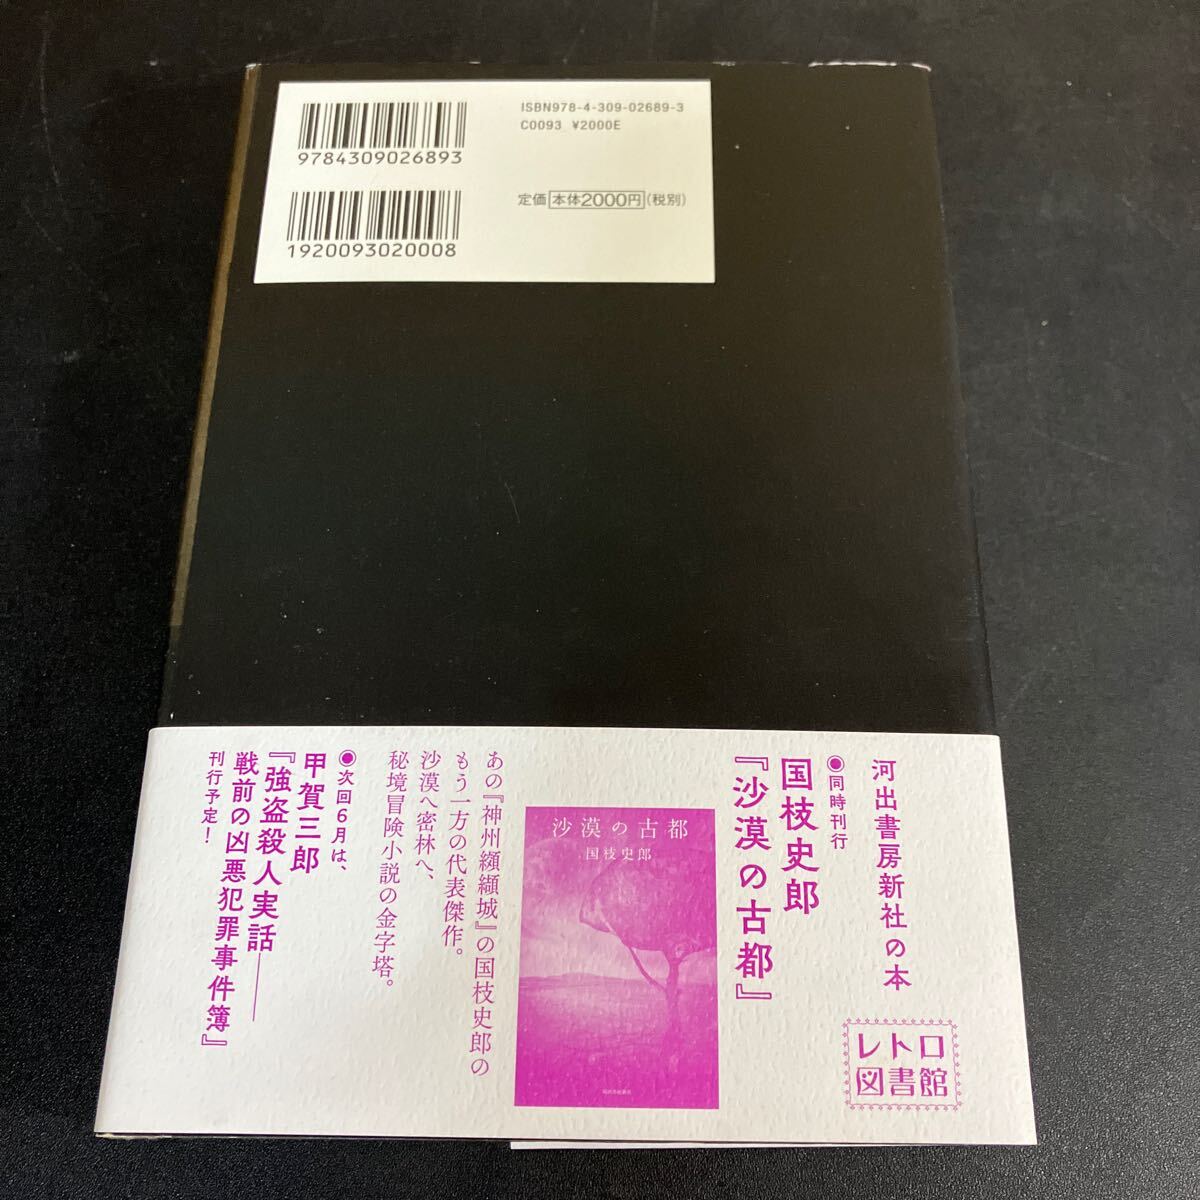 ISBN978-4-309-02689-3
C0093 ¥2000E
9784309026893
定価 本体2000円(税別)
1920093020008
河出書房新社の本
レトロ
図書館
◉同時刊行
国枝史郎
『沙漠の古都』
沙漠の古都
国枝史郎
あの『神州纐纈城』の国枝史郎の
もう一方の代表傑作。
沙漠へ密林へ、
秘境冒険小説の金字塔。
◉次回6月は、
甲賀三郎
『強盗殺人実話――
戦前の凶悪犯罪事件簿』
刊行予定!